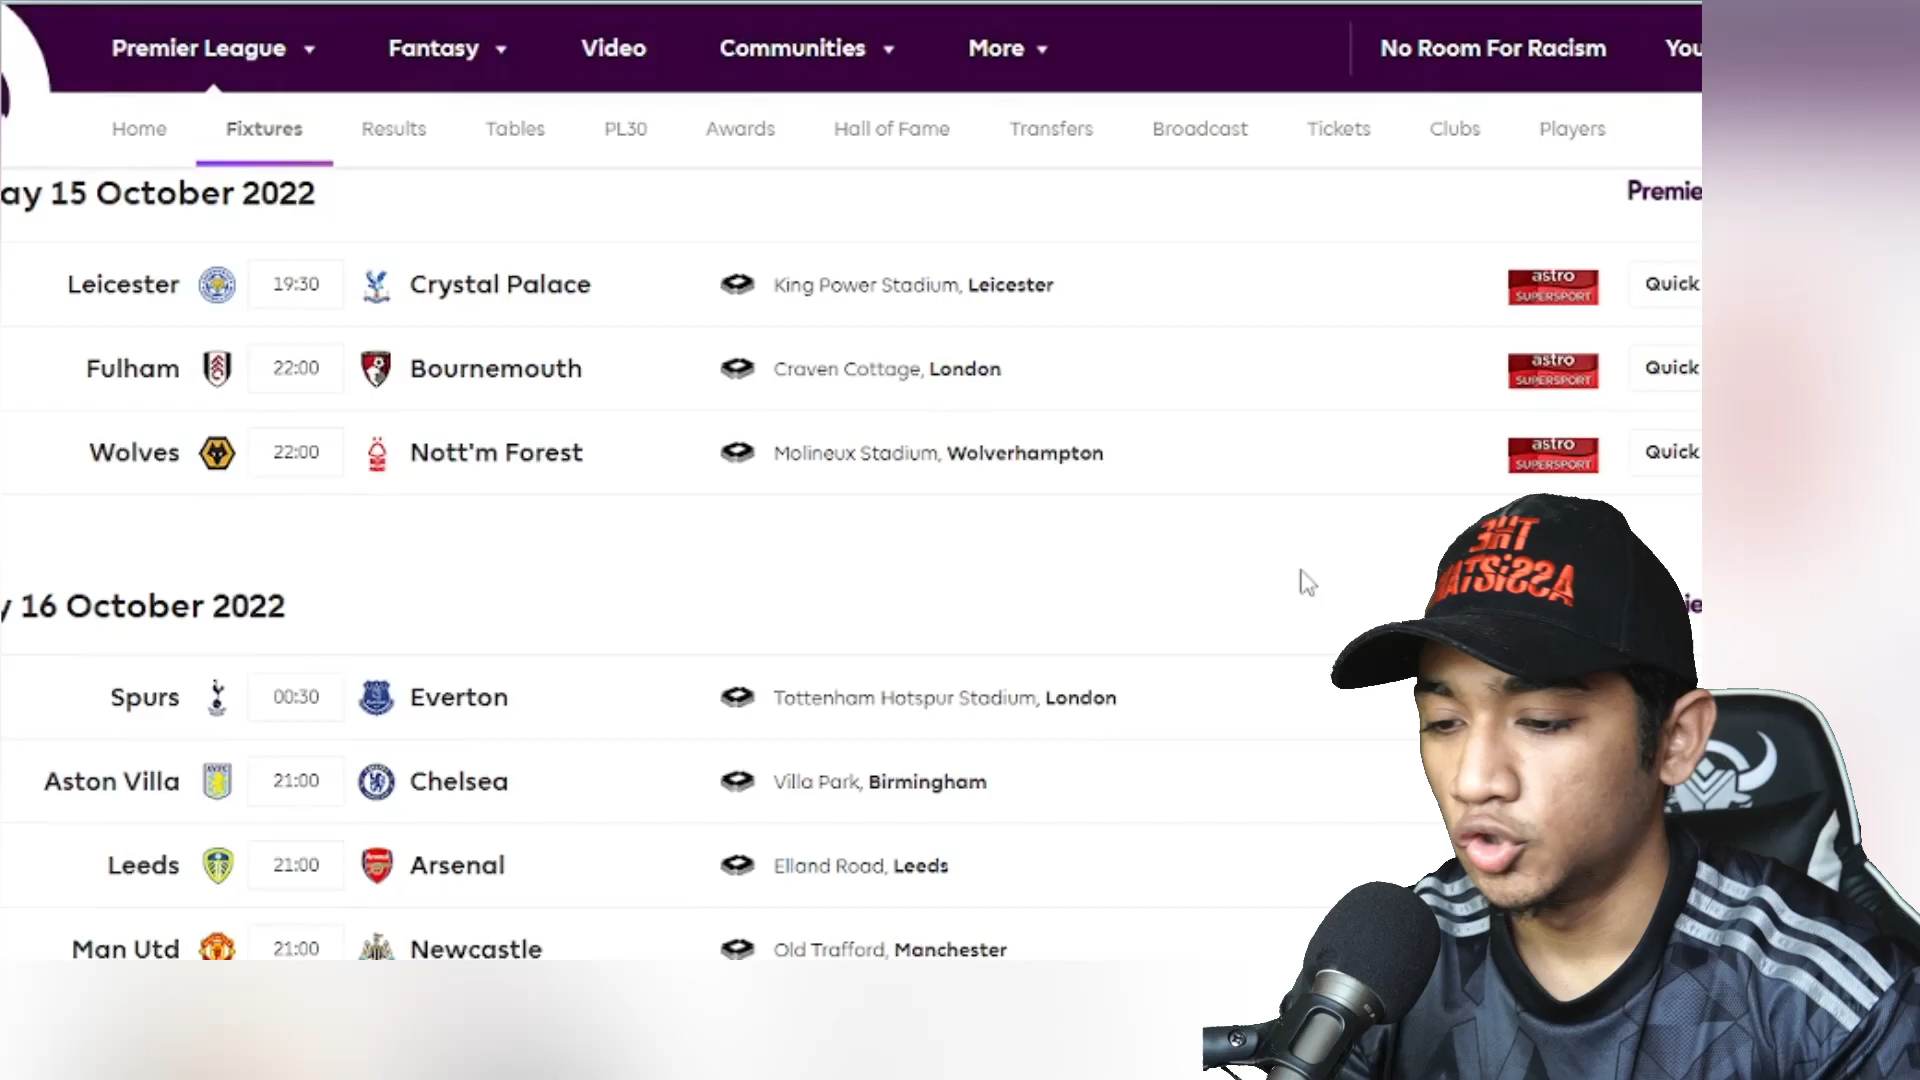 Premier League Fantasy Video Communities More No Room For Racism You
Home Fixtures Results Tables PL30 Awards Hall of Fame Transfers Broadcast Tickets Clubs Players
ay 15 October 2022 Premie
Leicester 19:30 Crystal Palace King Power Stadium, Leicester astro SUPERSPORT Quick
Fulham 22:00 Bournemouth Craven Cottage, London astro SUPERSPORT Quick
Wolves 22:00 Nott'm Forest Molineux Stadium, Wolverhampton astro SUPERSPORT Quick
y 16 October 2022 ie
Spurs 00:30 Everton Tottenham Hotspur Stadium, London
Aston Villa 21:00 Chelsea Villa Park, Birmingham
Leeds 21:00 Arsenal Elland Road, Leeds
Man Utd 21:00 Newcastle Old Trafford, Manchester
THE
ASSiSTAN